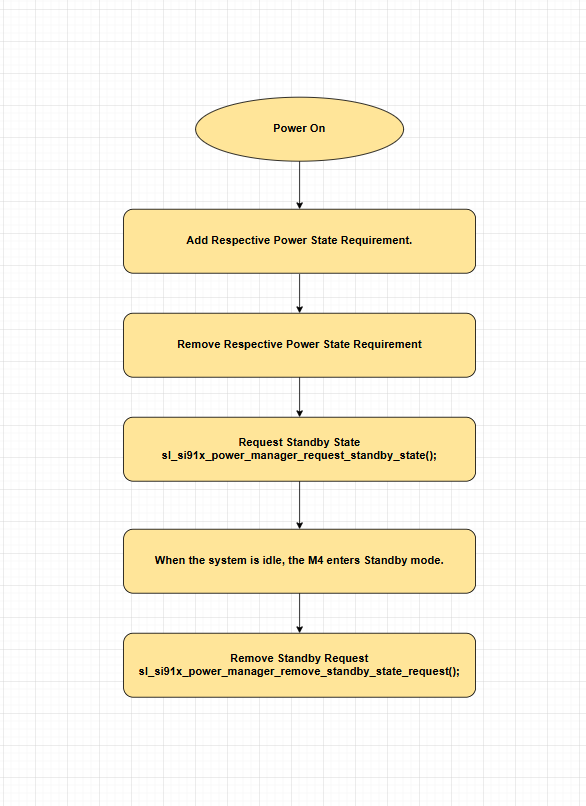 Power On
Add Respective Power State Requirement.
Remove Respective Power State Requirement
Request Standby State
sl_si91x_power_manager_request_standby_state();
When the system is idle, the M4 enters Standby mode.
Remove Standby Request
sl_si91x_power_manager_remove_standby_state_request();